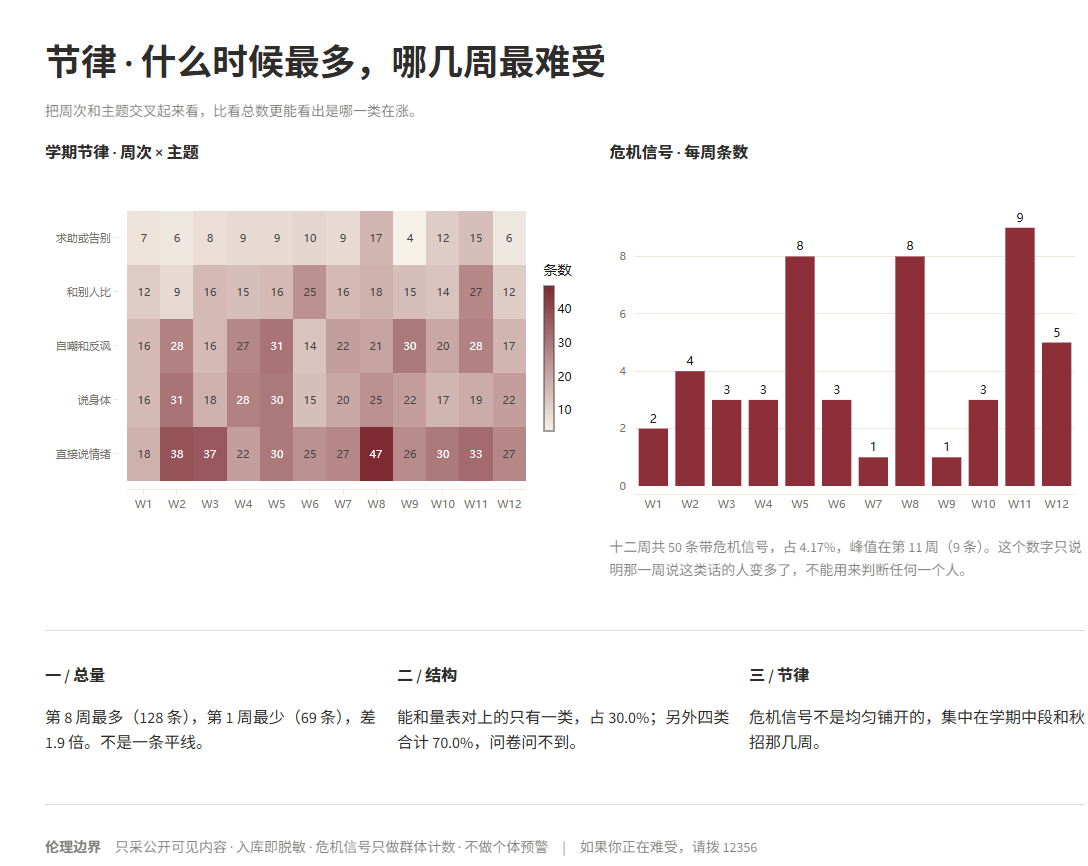 节律 · 什么时候最多，哪几周最难受
把周次和主题交叉起来看，比看总数更能看出是哪一类在涨。
学期节律 · 周次 × 主题
求助或告别 7 6 8 9 9 10 9 17 4 12 15 6
和别人比 12 9 16 15 16 25 16 18 15 14 27 12
自嘲和反讽 16 28 16 27 31 14 22 21 30 20 28 17
说身体 16 31 18 28 30 15 20 25 22 17 19 22
直接说情绪 18 38 37 22 30 25 27 47 26 30 33 27
W1 W2 W3 W4 W5 W6 W7 W8 W9 W10 W11 W12
条数
40
30
20
10
危机信号 · 每周条数
8
6
4
2
0
2 4 3 3 8 3 1 8 1 3 9 5
W1 W2 W3 W4 W5 W6 W7 W8 W9 W10 W11 W12
十二周共 50 条带危机信号，占 4.17%，峰值在第 11 周（9 条）。这个数字只说
明那一周说这类话的人变多了，不能用来判断任何一个人。
一 / 总量
第 8 周最多（128 条），第 1 周最少（69 条），差
1.9 倍。不是一条平线。
二 / 结构
能和量表对上的只有一类，占 30.0%；另外四类
合计 70.0%，问卷问不到。
三 / 节律
危机信号不是均匀铺开的，集中在学期中段和秋
招那几周。
伦理边界 只采公开可见内容 · 入库即脱敏 · 危机信号只做群体计数 · 不做个体预警 | 如果你正在难受，请拨 12356